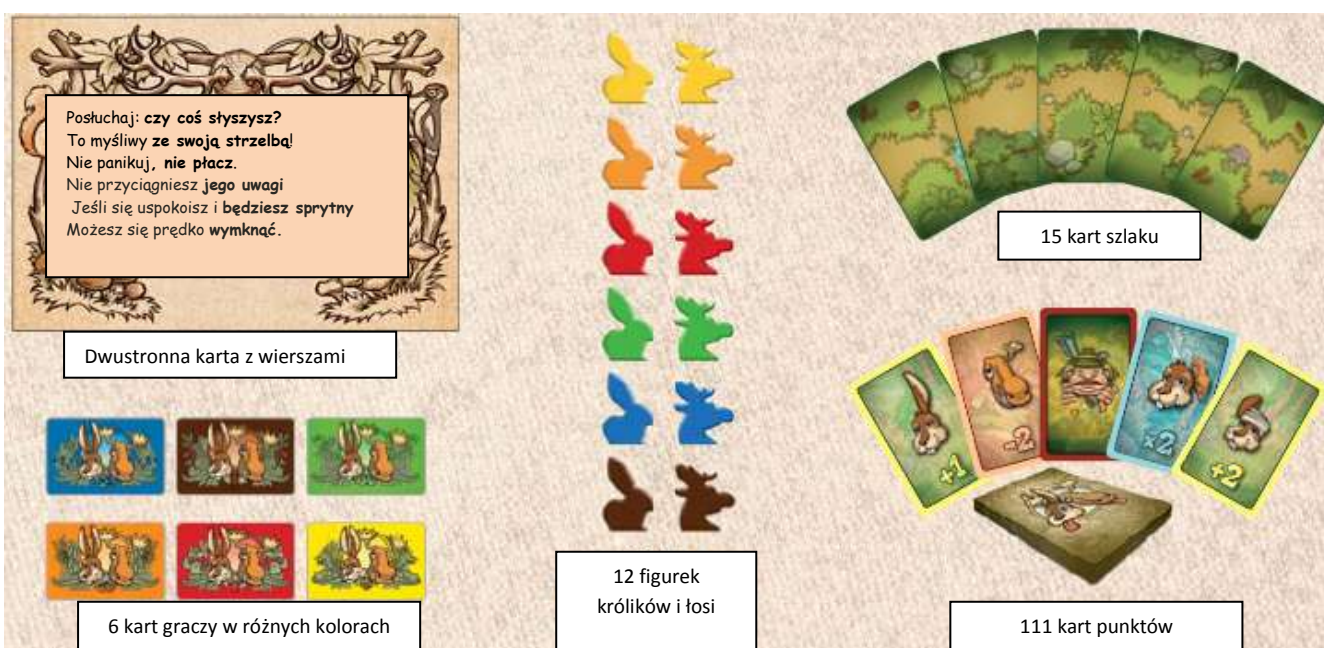 Posłuchaj: czy coś słyszysz?
To myśliwy ze swoją strzelbą!
Nie panikuj, nie płacz.
Nie przyciągniesz jego uwagi
Jeśli się uspokoisz i będziesz sprytny
Możesz się prędko wymknąć.
Dwustronna karta z wierszami
6 kart graczy w różnych kolorach
12 figurek
królików i łosi
15 kart szlaku
+1
-2
x2
+2
111 kart punktów